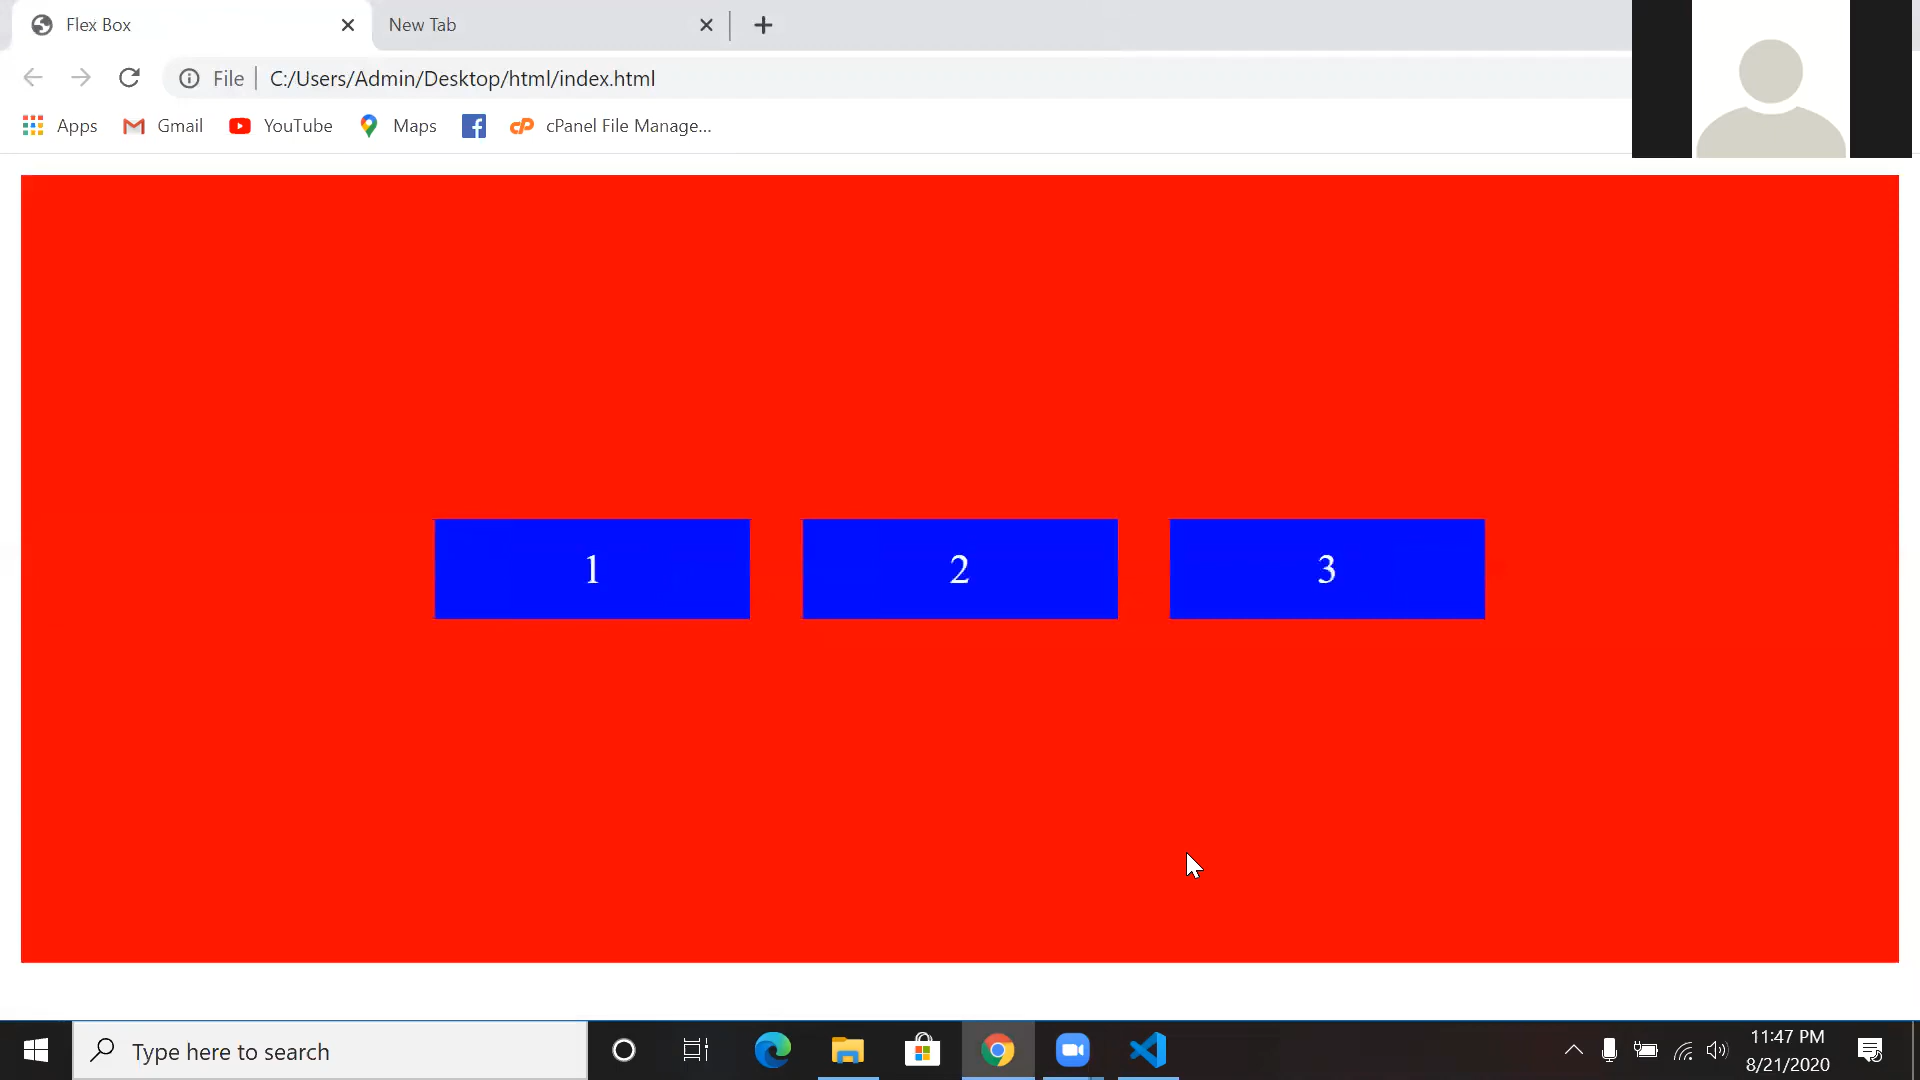 Flex Box
New Tab
File
C:/Users/Admin/Desktop/html/index.html
Apps
Gmail
YouTube
Maps
cPanel File Manage...
1
2
3
Type here to search
11:47 PM
8/21/2020